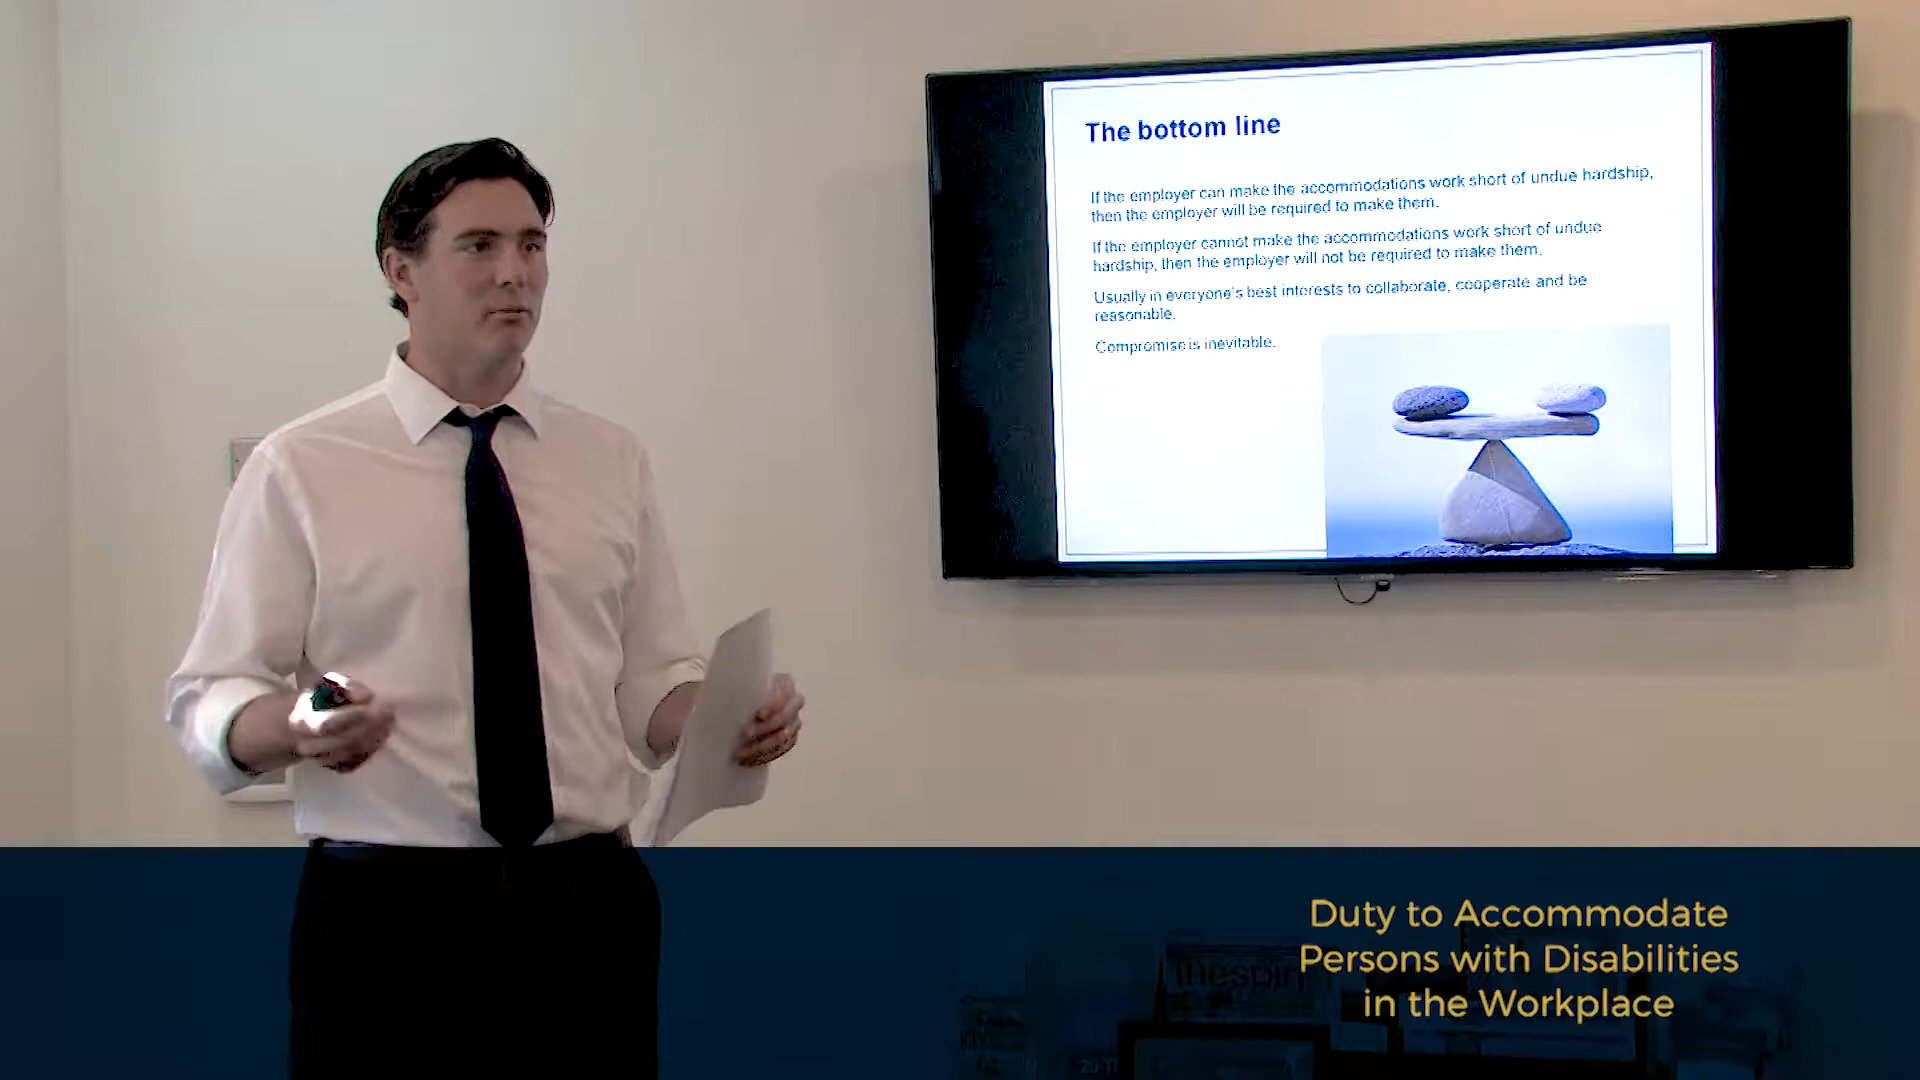 The bottom line
If the employer can make the accommodations work short of undue hardship,
then the employer will be required to make them.
If the employer cannot make the accommodations work short of undue
hardship, then the employer will not be required to make them.
Usually in everyone's best interests to collaborate, cooperate and be
reasonable.
Compromise is inevitable.
Duty to Accommodate
Persons with Disabilities
in the Workplace